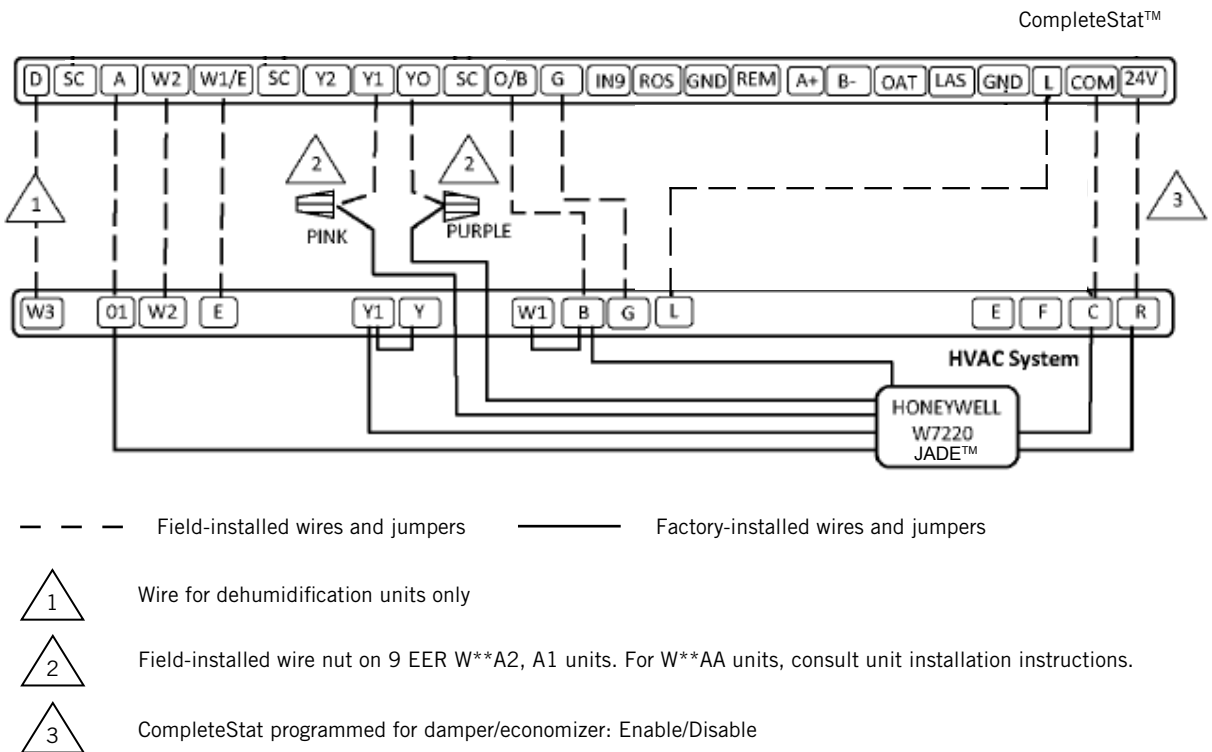 CompleteStat™
D SC A W2 W1/E SC Y2 Y1 YO SC O/B G IN9 ROS GND REM A+ B- OAT LAS GND L COM 24V
2 2
1 3
PINK PURPLE
W3 01 W2 E Y1 Y W1 B G L E F C R
HVAC System
HONEYWELL
W7220
JADE™
Field-installed wires and jumpers Factory-installed wires and jumpers
1 Wire for dehumidification units only
2 Field-installed wire nut on 9 EER W**A2, A1 units. For W**AA units, consult unit installation instructions.
3 CompleteStat programmed for damper/economizer: Enable/Disable